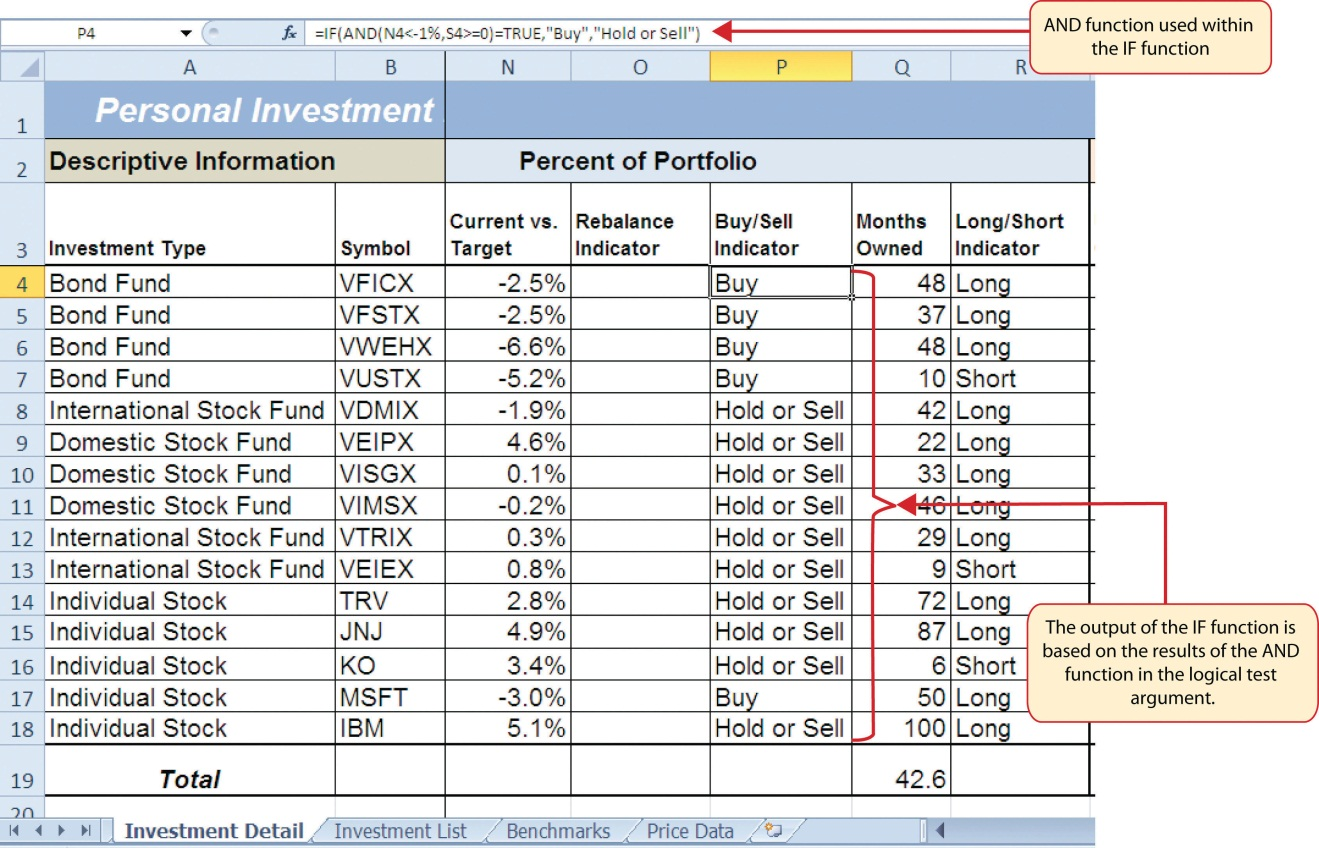 P4 fx =IF(AND(N4<-1%,S4>=0)=TRUE,"Buy","Hold or Sell")
AND function used within
the IF function
A B N O P Q R
1 Personal Investment
2 Descriptive Information Percent of Portfolio
Current vs. Rebalance Buy/Sell Months Long/Short
3 Investment Type Symbol Target Indicator Indicator Owned Indicator
4 Bond Fund VFICX -2.5% Buy 48 Long
5 Bond Fund VFSTX -2.5% Buy 37 Long
6 Bond Fund VWEHX -6.6% Buy 48 Long
7 Bond Fund VUSTX -5.2% Buy 10 Short
8 International Stock Fund VDMIX -1.9% Hold or Sell 42 Long
9 Domestic Stock Fund VEIPX 4.6% Hold or Sell 22 Long
10 Domestic Stock Fund VISGX 0.1% Hold or Sell 33 Long
11 Domestic Stock Fund VIMSX -0.2% Hold or Sell 46 Long
12 International Stock Fund VTRIX 0.3% Hold or Sell 29 Long
13 International Stock Fund VEIEX 0.8% Hold or Sell 9 Short
14 Individual Stock TRV 2.8% Hold or Sell 72 Long
15 Individual Stock JNJ 4.9% Hold or Sell 87 Long
16 Individual Stock KO 3.4% Hold or Sell 6 Short
17 Individual Stock MSFT -3.0% Buy 50 Long
18 Individual Stock IBM 5.1% Hold or Sell 100 Long
The output of the IF function is
based on the results of the AND
function in the logical test
argument.
19 Total 42.6
20
Investment Detail Investment List Benchmarks Price Data